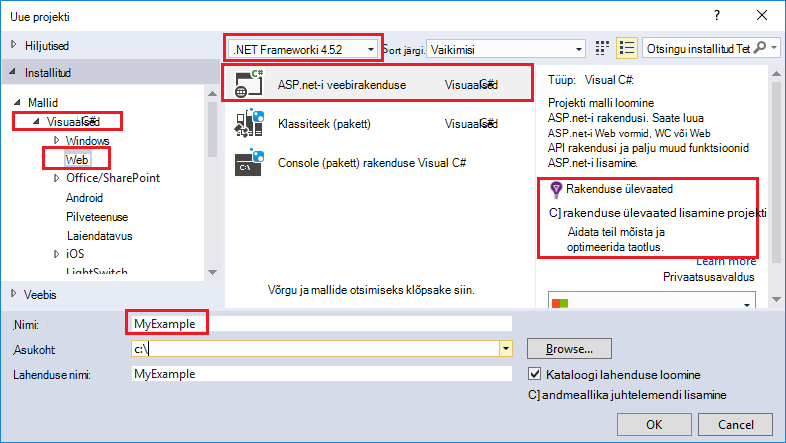 Uue projekti
Hiljutised
.NET Frameworki 4.5.2
Sort järgi.
Vaikimisi
Otsingu installitud Tet
Installitud
Mallid
Visuaalsed C#
Windows
Web
Office/SharePoint
Android
Pilveteenuse
Laiendatavus
iOS
LightSwitch
Veebis
ASP.net-i veebirakenduse
Visuaalsed C#
Klassiteek (pakett)
Visuaalsed C#
Console (pakett) rakenduse Visual C#
Võrgu ja mallide otsimiseks klõpsake siin.
Tüüp: Visual C#:
Projekti malli loomine
ASP.net-i rakendusi. Saate luua
ASP.net-i Web vormid, WC või Web
API rakendusi ja palju muud funktsioonid
ASP.net-i lisamine.
Rakenduse ülevaated
C] rakenduse ülevaated lisamine projekti
Aidata teil mõista ja
optimeerida taotlus.
Learn more
Privaatsusavaldus
Nimi:
MyExample
Asukoht
c:\
Browse...
Lahenduse nimi:
MyExample
Kataloogi lahenduse loomine
C] andmeallika juhtelemendi lisamine
OK
Cancel